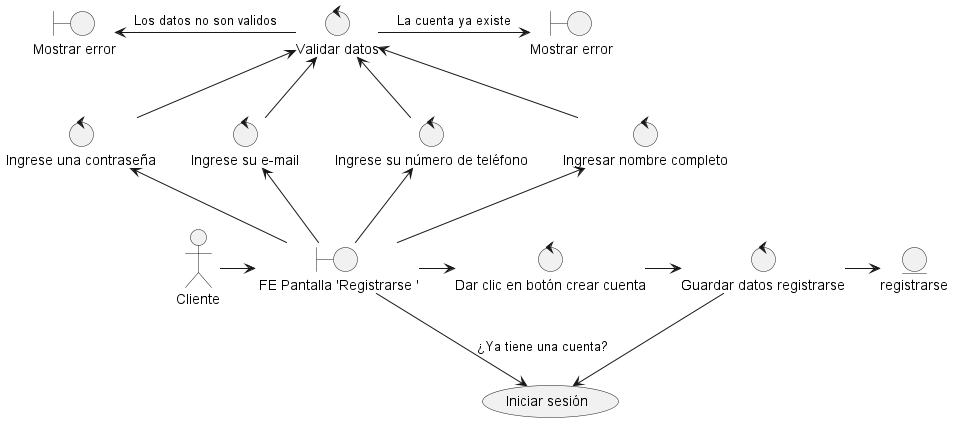 Los datos no son validos
La cuenta ya existe
Mostrar error
Validar datos
Mostrar error
Ingrese una contraseña
Ingrese su e-mail
Ingrese su número de teléfono
Ingresar nombre completo
Cliente
FE Pantalla 'Registrarse '
Dar clic en botón crear cuenta
Guardar datos registrarse
registrarse
¿Ya tiene una cuenta?
Iniciar sesión